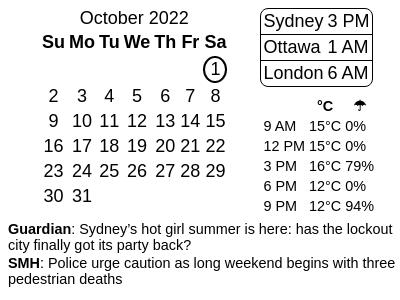 October 2022
Su Mo Tu We Th Fr Sa
1
2 3 4 5 6 7 8
9 10 11 12 13 14 15
16 17 18 19 20 21 22
23 24 25 26 27 28 29
30 31
Sydney 3 PM
Ottawa 1 AM
London 6 AM
°C ☂
9 AM 15°C 0%
12 PM 15°C 0%
3 PM 16°C 79%
6 PM 12°C 0%
9 PM 12°C 94%
Guardian: Sydney’s hot girl summer is here: has the lockout
city finally got its party back?
SMH: Police urge caution as long weekend begins with three
pedestrian deaths